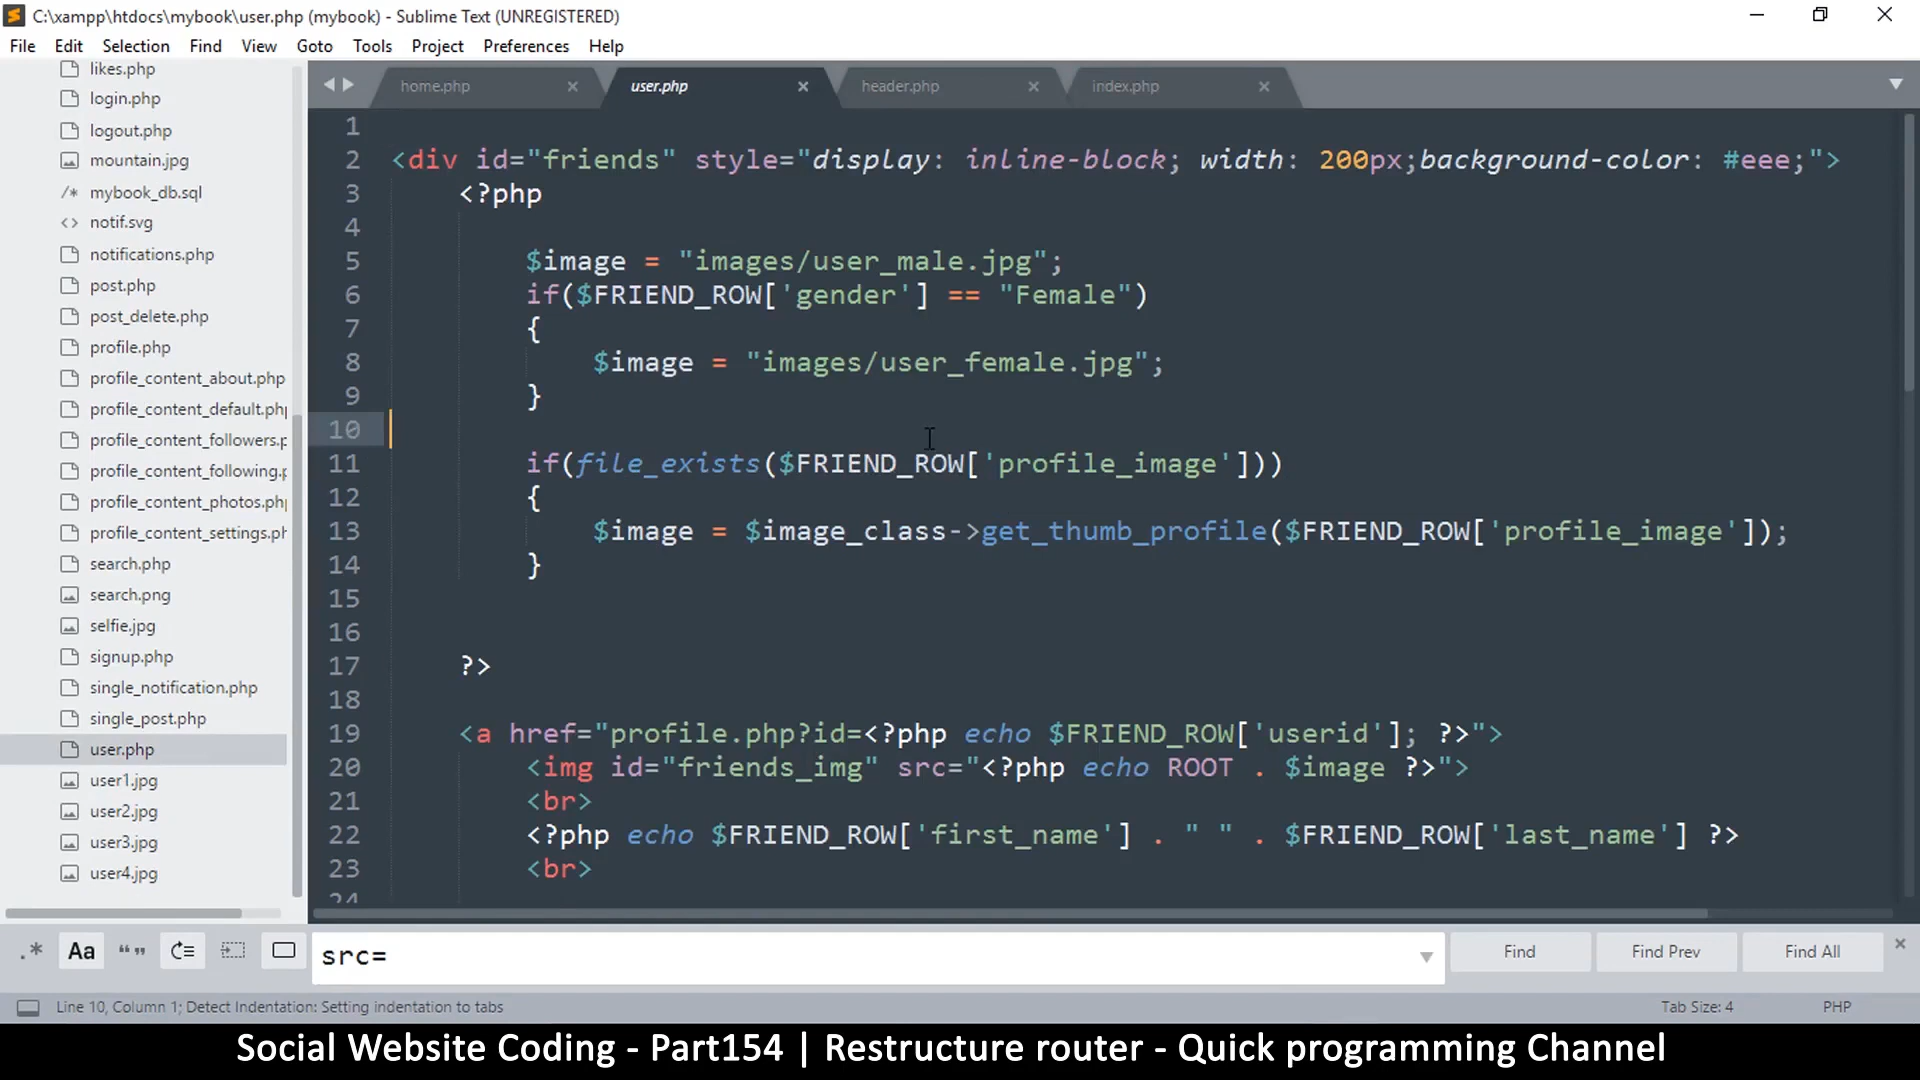 C:\xampp\htdocs\mybook\user.php (mybook) - Sublime Text (UNREGISTERED)
File Edit Selection Find View Goto Tools Project Preferences Help
likes.php
login.php
logout.php
mountain.jpg
/* mybook_db.sql
<> notif.svg
notifications.php
post.php
post_delete.php
profile.php
profile_content_about.php
profile_content_default.php
profile_content_followers.p
profile_content_following.p
profile_content_photos.php
profile_content_settings.ph
search.php
search.png
selfie.jpg
signup.php
single_notification.php
single_post.php
user.php
user1.jpg
user2.jpg
user3.jpg
user4.jpg
home.php × user.php × header.php × index.php ×
1
2 <div id="friends" style="display: inline-block; width: 200px;background-color: #eee;">
3 <?php
4
5 $image = "images/user_male.jpg";
6 if($FRIEND_ROW['gender'] == "Female")
7 {
8 $image = "images/user_female.jpg";
9 }
10
11 if(file_exists($FRIEND_ROW['profile_image']))
12 {
13 $image = $image_class->get_thumb_profile($FRIEND_ROW['profile_image']);
14 }
15
16
17 ?>
18
19 <a href="profile.php?id=<?php echo $FRIEND_ROW['userid']; ?>">
20 <img id="friends_img" src="<?php echo ROOT . $image ?>">
21 <br>
22 <?php echo $FRIEND_ROW['first_name'] . " " . $FRIEND_ROW['last_name'] ?>
23 <br>
24
.* Aa “” src= Find Find Prev Find All ×
Line 10, Column 1; Detect Indentation: Setting indentation to tabs Tab Size: 4 PHP
Social Website Coding - Part154 | Restructure router - Quick programming Channel